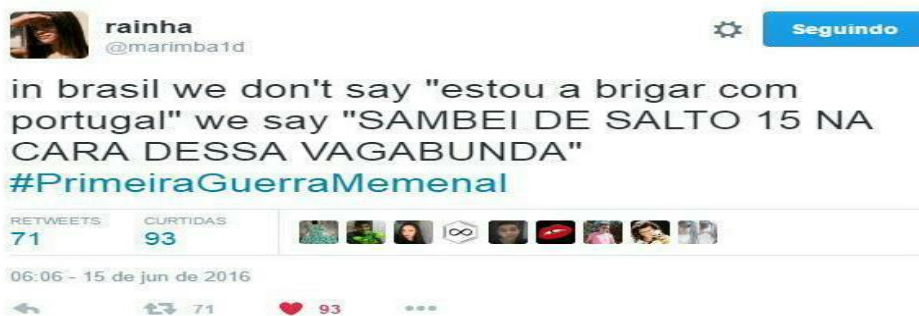 rainha
@marimba1d
Seguindo
in brasil we don't say "estou a brigar com
portugal" we say "SAMBEI DE SALTO 15 NA
CARA DESSA VAGABUNDA"
#PrimeiraGuerraMemenal
RETWEETS CURTIDAS
71 93
06:06 - 15 de jun de 2016
71 93